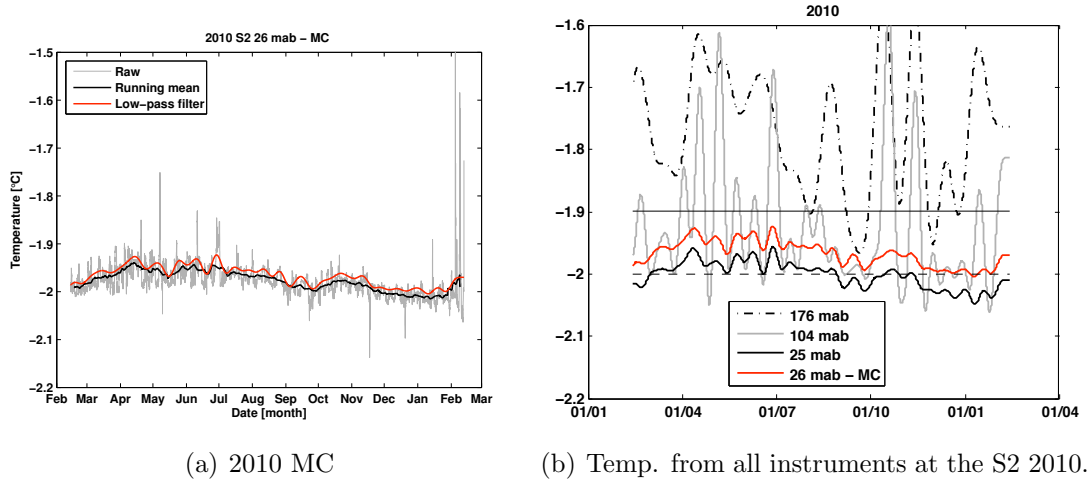 2010 S2 26 mab – MC
Raw
Running mean
Low–pass filter
Temperature [°C]
−1.5
−1.6
−1.7
−1.8
−1.9
−2
−2.1
−2.2
Feb Mar Apr May Jun Jul Aug Sep Oct Nov Dec Jan Feb Mar
Date [month]
(a) 2010 MC
2010
−1.6
−1.7
−1.8
−1.9
−2
−2.1
−2.2
176 mab
104 mab
25 mab
26 mab – MC
01/01 01/04 01/07 01/10 01/01 01/04
(b) Temp. from all instruments at the S2 2010.